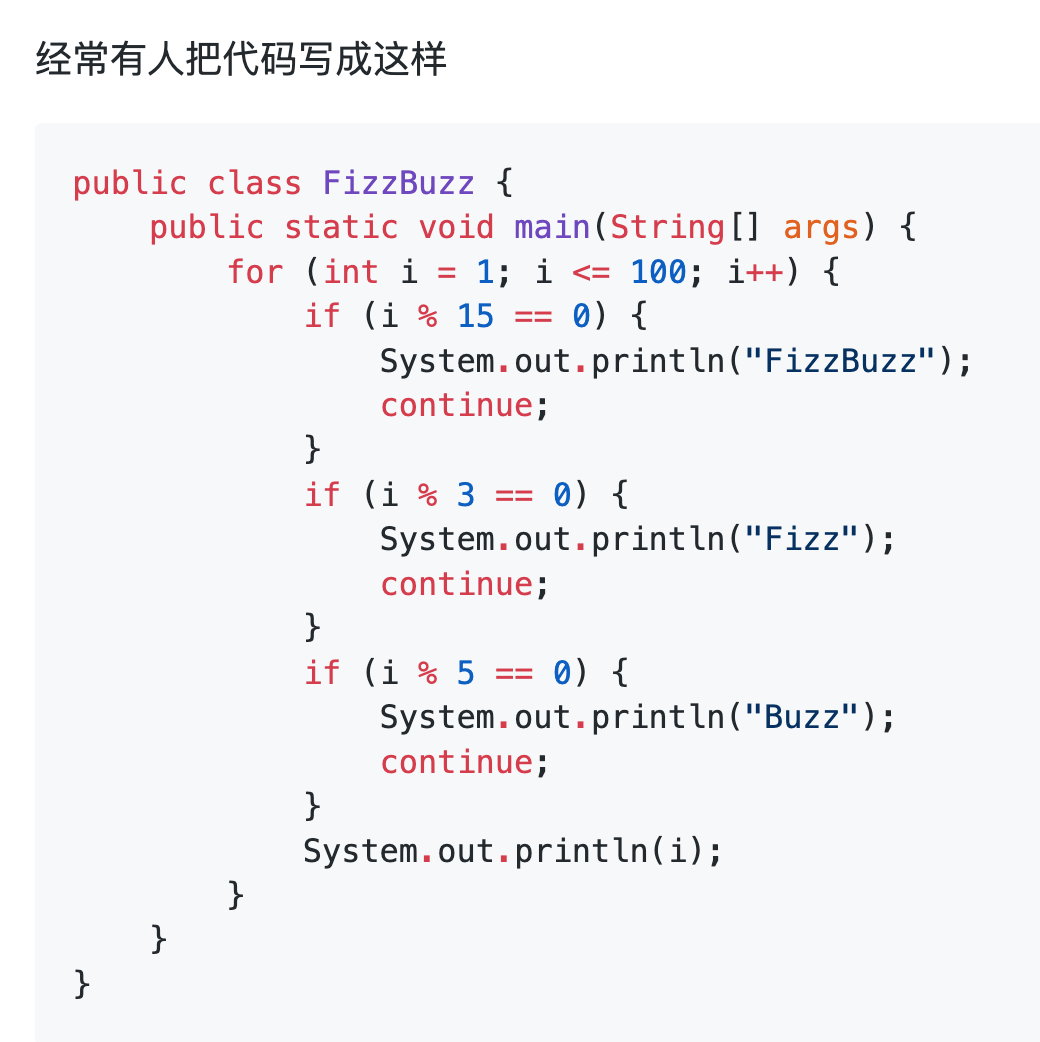 经常有人把代码写成这样
public class FizzBuzz {
    public static void main(String[] args) {
        for (int i = 1; i <= 100; i++) {
            if (i % 15 == 0) {
                System.out.println("FizzBuzz");
                continue;
            }
            if (i % 3 == 0) {
                System.out.println("Fizz");
                continue;
            }
            if (i % 5 == 0) {
                System.out.println("Buzz");
                continue;
            }
            System.out.println(i);
        }
    }
}